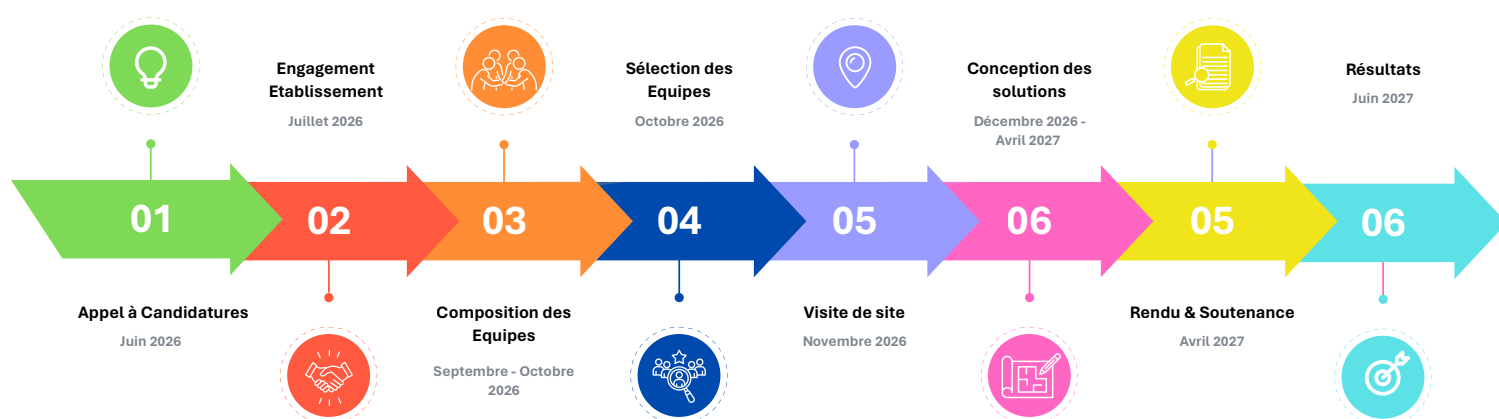 Engagement
Etablissement
Juillet 2026
Sélection des
Equipes
Octobre 2026
Conception des
solutions
Décembre 2026 -
Avril 2027
Résultats
Juin 2027
01
02
03
04
05
06
05
06
Appel à Candidatures
Juin 2026
Composition des
Equipes
Septembre - Octobre
2026
Visite de site
Novembre 2026
Rendu & Soutenance
Avril 2027